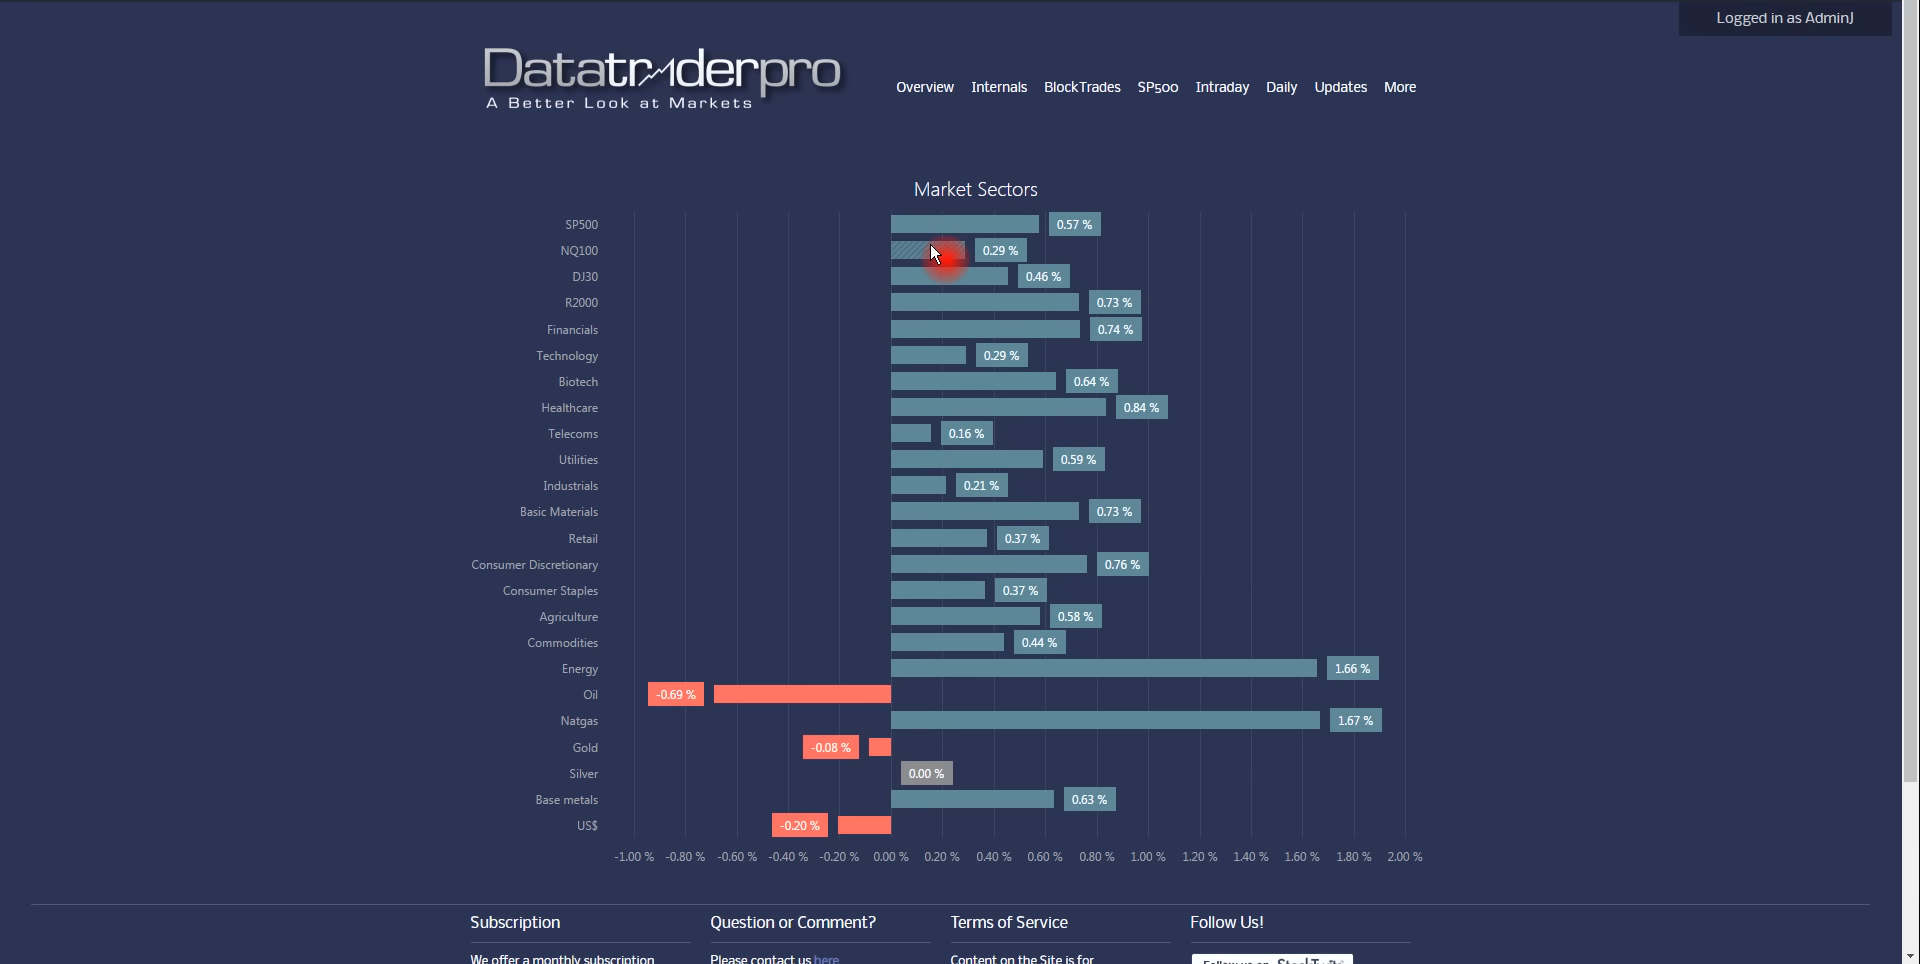 Logged in as AdminJ
Datatraderpro
A Better Look at Markets
Overview Internals BlockTrades SP500 Intraday Daily Updates More
Market Sectors
SP500 0.57 %
NQ100 0.29 %
DJ30 0.46 %
R2000 0.73 %
Financials 0.74 %
Technology 0.29 %
Biotech 0.64 %
Healthcare 0.84 %
Telecoms 0.16 %
Utilities 0.59 %
Industrials 0.21 %
Basic Materials 0.73 %
Retail 0.37 %
Consumer Discretionary 0.76 %
Consumer Staples 0.37 %
Agriculture 0.58 %
Commodities 0.44 %
Energy 1.66 %
Oil -0.69 %
Natgas 1.67 %
Gold -0.08 %
Silver 0.00 %
Base metals 0.63 %
US$ -0.20 %
-1.00 % -0.80 % -0.60 % -0.40 % -0.20 % 0.00 % 0.20 % 0.40 % 0.60 % 0.80 % 1.00 % 1.20 % 1.40 % 1.60 % 1.80 % 2.00 %
Subscription Question or Comment? Terms of Service Follow Us!
We offer a monthly subscription Please contact us here Content on the Site is for